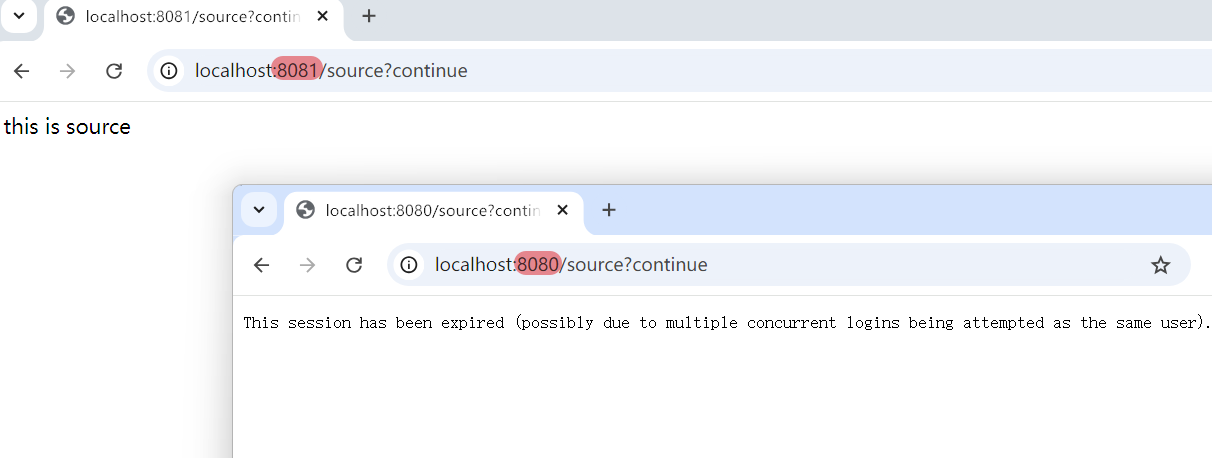 localhost:8081/source?contin
localhost:8081/source?continue
this is source
localhost:8080/source?contin
localhost:8080/source?continue
This session has been expired (possibly due to multiple concurrent logins being attempted as the same user).